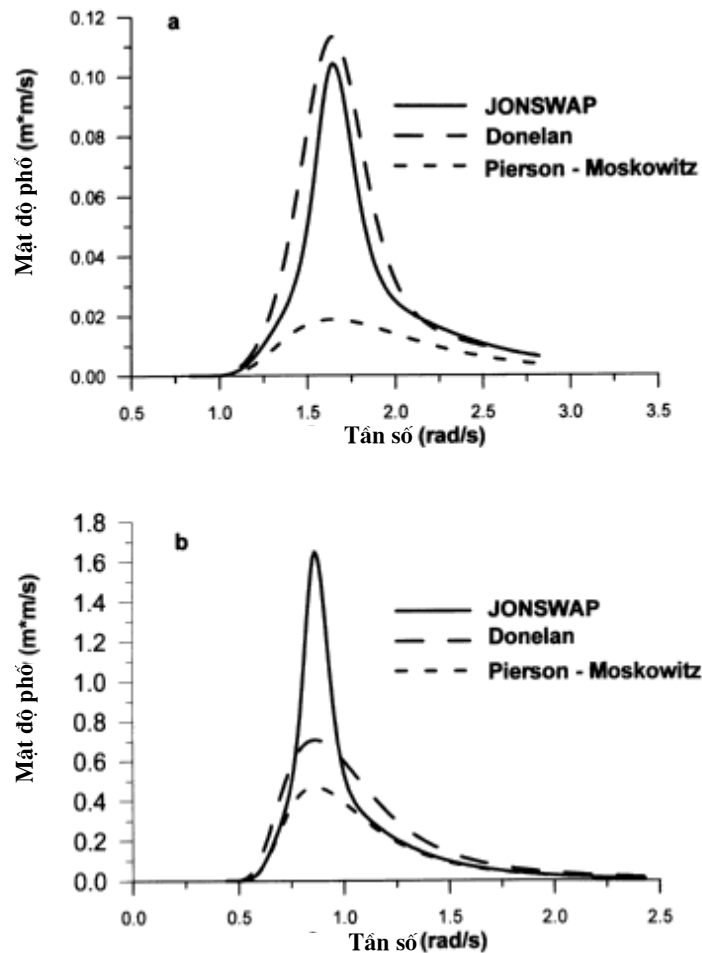 a
0.12
0.10
0.08
0.06
0.04
0.02
0.00
Mật độ phổ (m*m/s)
JONSWAP
Donelan
Pierson - Moskowitz
0.5 1.0 1.5 2.0 2.5 3.0 3.5
Tần số (rad/s)
b
1.8
1.6
1.4
1.2
1.0
0.8
0.6
0.4
0.2
0.0
Mật độ phổ (m*m/s)
JONSWAP
Donelan
Pierson - Moskowitz
0.0 0.5 1.0 1.5 2.0 2.5
Tần số (rad/s)